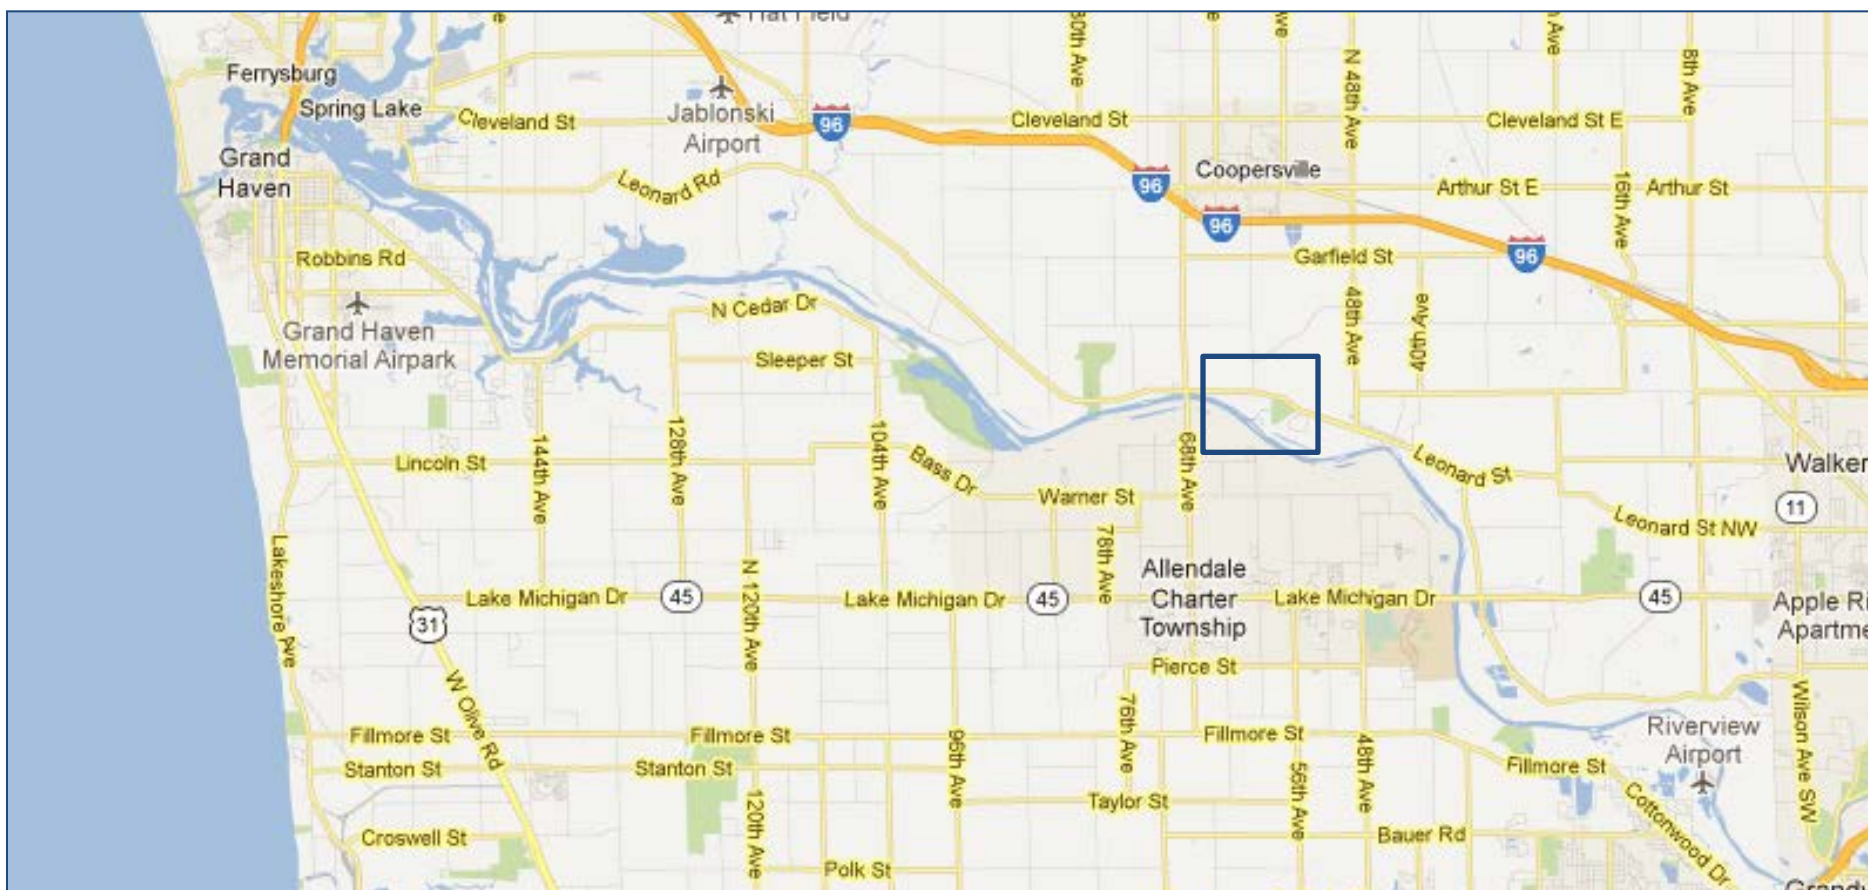 Flat Field
Ave
80th Ave
N 48th Ave
8th Ave
Ferrysburg
Spring Lake
Cleveland St
Jablonski
Airport
96
Cleveland St
Cleveland St E
Grand
Haven
Leonard Rd
Coopersville
96
Arthur St E
16th Ave
Arthur St
96
Robbins Rd
Garfield St
96
Grand Haven
Memorial Airpark
N Cedar Dr
48th Ave
40th Ave
Sleeper St
Lincoln St
144th Ave
128th Ave
104th Ave
Bass Dr
68th Ave
Leonard St
Walker
Warner St
11
Leonard St NW
78th Ave
Lakeshore Ave
N 120th Ave
Allendale
Charter
Township
Lake Michigan Dr
45
Lake Michigan Dr
45
Lake Michigan Dr
45
31
Apple Ri
Apartme
Pierce St
W Olive Rd
76th Ave
Wilson Ave SW
Riverview
Airport
Fillmore St
Fillmore St
Fillmore St
Fillmore St
Stanton St
Stanton St
96th Ave
48th Ave
56th Ave
120th Ave
Taylor St
Cottonwood Dr
Croswell St
Bauer Rd
Polk St